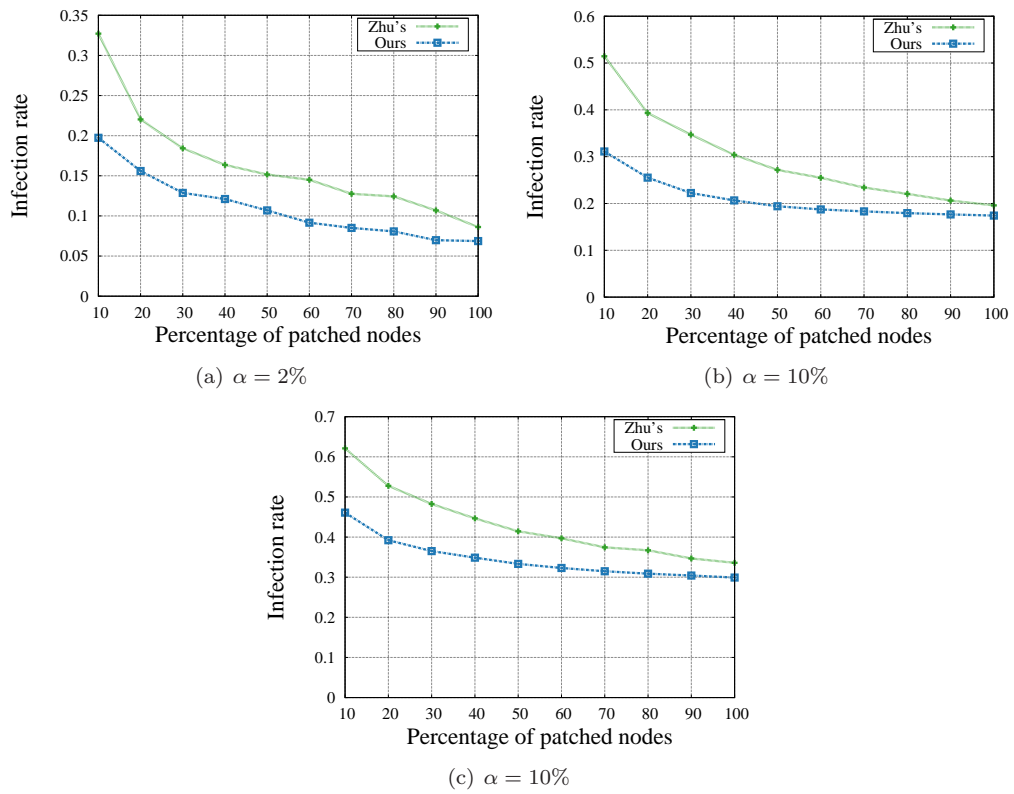 0.35
0.3
0.25
0.2
0.15
0.1
0.05
0
Infection rate
Zhu's
Ours
10 20 30 40 50 60 70 80 90 100
Percentage of patched nodes
(a) α = 2%
0.6
0.5
0.4
0.3
0.2
0.1
0
Infection rate
Zhu's
Ours
10 20 30 40 50 60 70 80 90 100
Percentage of patched nodes
(b) α = 10%
0.7
0.6
0.5
0.4
0.3
0.2
0.1
0
Infection rate
Zhu's
Ours
10 20 30 40 50 60 70 80 90 100
Percentage of patched nodes
(c) α = 10%